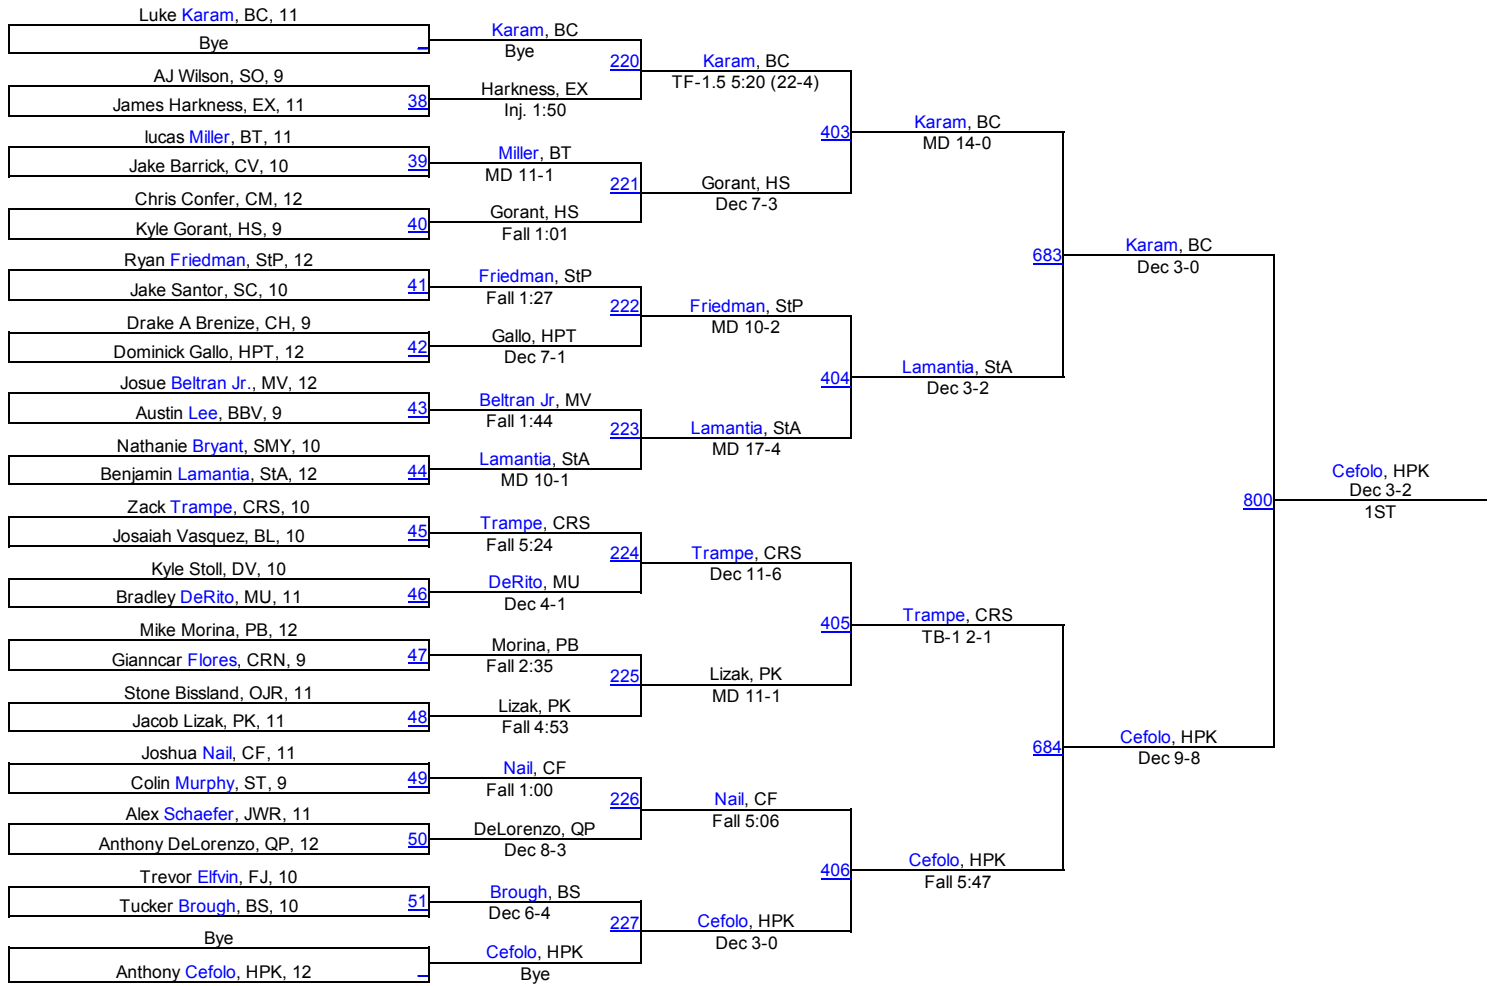 Luke Karam, BC, 11
Bye
AJ Wilson, SO, 9
James Harkness, EX, 11
38
lucas Miller, BT, 11
Jake Barrick, CV, 10
39
Chris Confer, CM, 12
Kyle Gorant, HS, 9
40
Ryan Friedman, StP, 12
Jake Santor, SC, 10
41
Drake A Brenize, CH, 9
Dominick Gallo, HPT, 12
42
Josue Beltran Jr., MV, 12
Austin Lee, BBV, 9
43
Nathanie Bryant, SMY, 10
Benjamin Lamantia, StA, 12
44
Zack Trampe, CRS, 10
Josaiah Vasquez, BL, 10
45
Kyle Stoll, DV, 10
Bradley DeRito, MU, 11
46
Mike Morina, PB, 12
Gianncar Flores, CRN, 9
47
Stone Bissland, OJR, 11
Jacob Lizak, PK, 11
48
Joshua Nail, CF, 11
Colin Murphy, ST, 9
49
Alex Schaefer, JWR, 11
Anthony DeLorenzo, QP, 12
50
Trevor Elfvin, FJ, 10
Tucker Brough, BS, 10
51
Bye
Anthony Cefolo, HPK, 12
Karam, BC
Bye
220
Harkness, EX
Inj. 1:50
Miller, BT
MD 11-1
221
Gorant, HS
Fall 1:01
Friedman, StP
Fall 1:27
222
Gallo, HPT
Dec 7-1
Beltran Jr, MV
Fall 1:44
223
Lamantia, StA
MD 10-1
Trampe, CRS
Fall 5:24
224
DeRito, MU
Dec 4-1
Morina, PB
Fall 2:35
225
Lizak, PK
Fall 4:53
Nail, CF
Fall 1:00
226
DeLorenzo, QP
Dec 8-3
Brough, BS
Dec 6-4
227
Cefolo, HPK
Bye
Karam, BC
TF-1.5 5:20 (22-4)
403
Gorant, HS
Dec 7-3
Friedman, StP
MD 10-2
404
Lamantia, StA
MD 17-4
Trampe, CRS
Dec 11-6
405
Lizak, PK
MD 11-1
Nail, CF
Fall 5:06
406
Cefolo, HPK
Dec 3-0
Karam, BC
MD 14-0
683
Lamantia, StA
Dec 3-2
Trampe, CRS
TB-1 2-1
684
Cefolo, HPK
Fall 5:47
Karam, BC
Dec 3-0
800
Cefolo, HPK
Dec 9-8
Cefolo, HPK
Dec 3-2
1ST